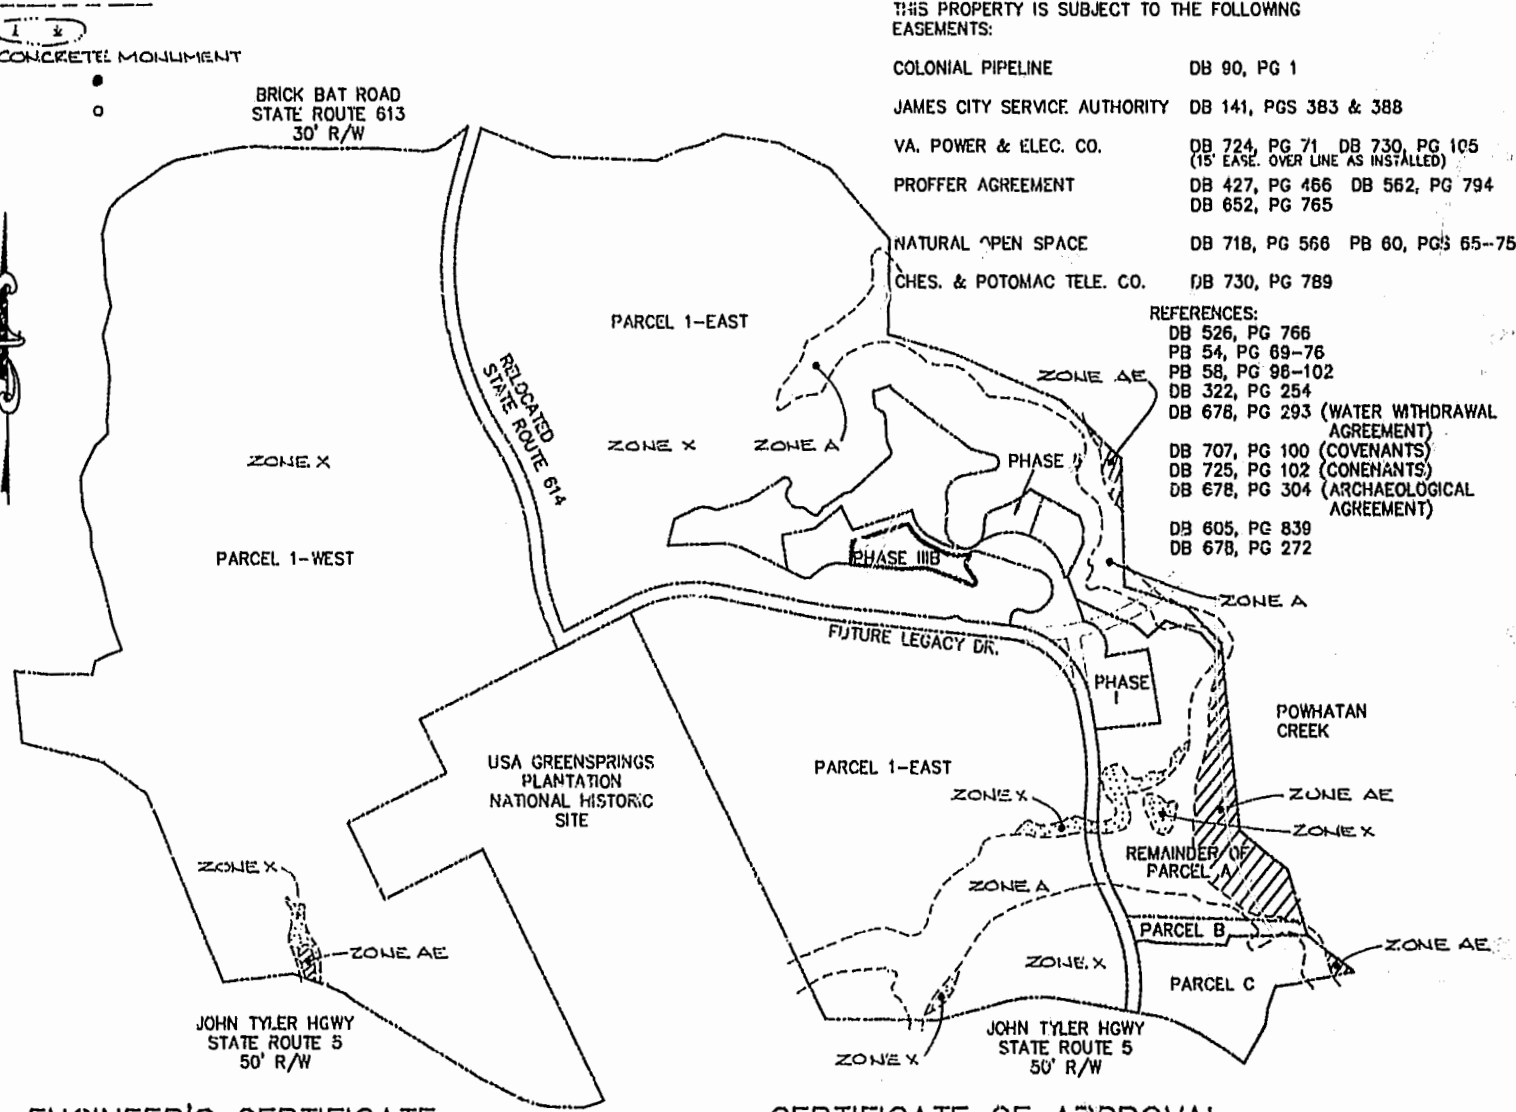 CONCRETE MONUMENT
BRICK BAT ROAD
STATE ROUTE 613
30' R/W
THIS PROPERTY IS SUBJECT TO THE FOLLOWING
EASEMENTS:
COLONIAL PIPELINE DB 90, PG 1
JAMES CITY SERVICE AUTHORITY DB 141, PGS 383 & 388
VA. POWER & ELEC. CO. DB 724, PG 71 DB 730, PG 105
(15' EASE. OVER LINE AS INSTALLED)
PROFFER AGREEMENT DB 427, PG 466 DB 562, PG 794
DB 652, PG 765
NATURAL OPEN SPACE DB 718, PG 566 PB 60, PGS 65-75
CHES. & POTOMAC TELE. CO. DB 730, PG 789
REFERENCES:
DB 526, PG 766
PB 54, PG 69-76
PB 58, PG 96-102
DB 322, PG 254
DB 678, PG 293 (WATER WITHDRAWAL
AGREEMENT)
DB 707, PG 100 (COVENANTS)
DB 725, PG 102 (CONENANTS)
DB 678, PG 304 (ARCHAEOLOGICAL
AGREEMENT)
DB 605, PG 839
DB 678, PG 272
PARCEL 1-EAST
ZONE AE
RELOCATED
STATE ROUTE 614
ZONE X
ZONE X
ZONE A
PHASE II
PARCEL 1-WEST
PHASE IIIB
ZONE A
FUTURE LEGACY DR.
PHASE
I
POWHATAN
CREEK
USA GREENSPRINGS
PLANTATION
NATIONAL HISTORIC
SITE
PARCEL 1-EAST
ZONE X
ZONE AE
ZONE X
REMAINDER OF
PARCEL A
ZONE X
ZONE A
ZONE AE
PARCEL B
ZONE AE
ZONE X
PARCEL C
JOHN TYLER HGWY
STATE ROUTE 5
50' R/W
JOHN TYLER HGWY
STATE ROUTE 5
50' R/W
ZONE X
ENGINEER'S CERTIFICATE
CERTIFICATE OF APPROVAL